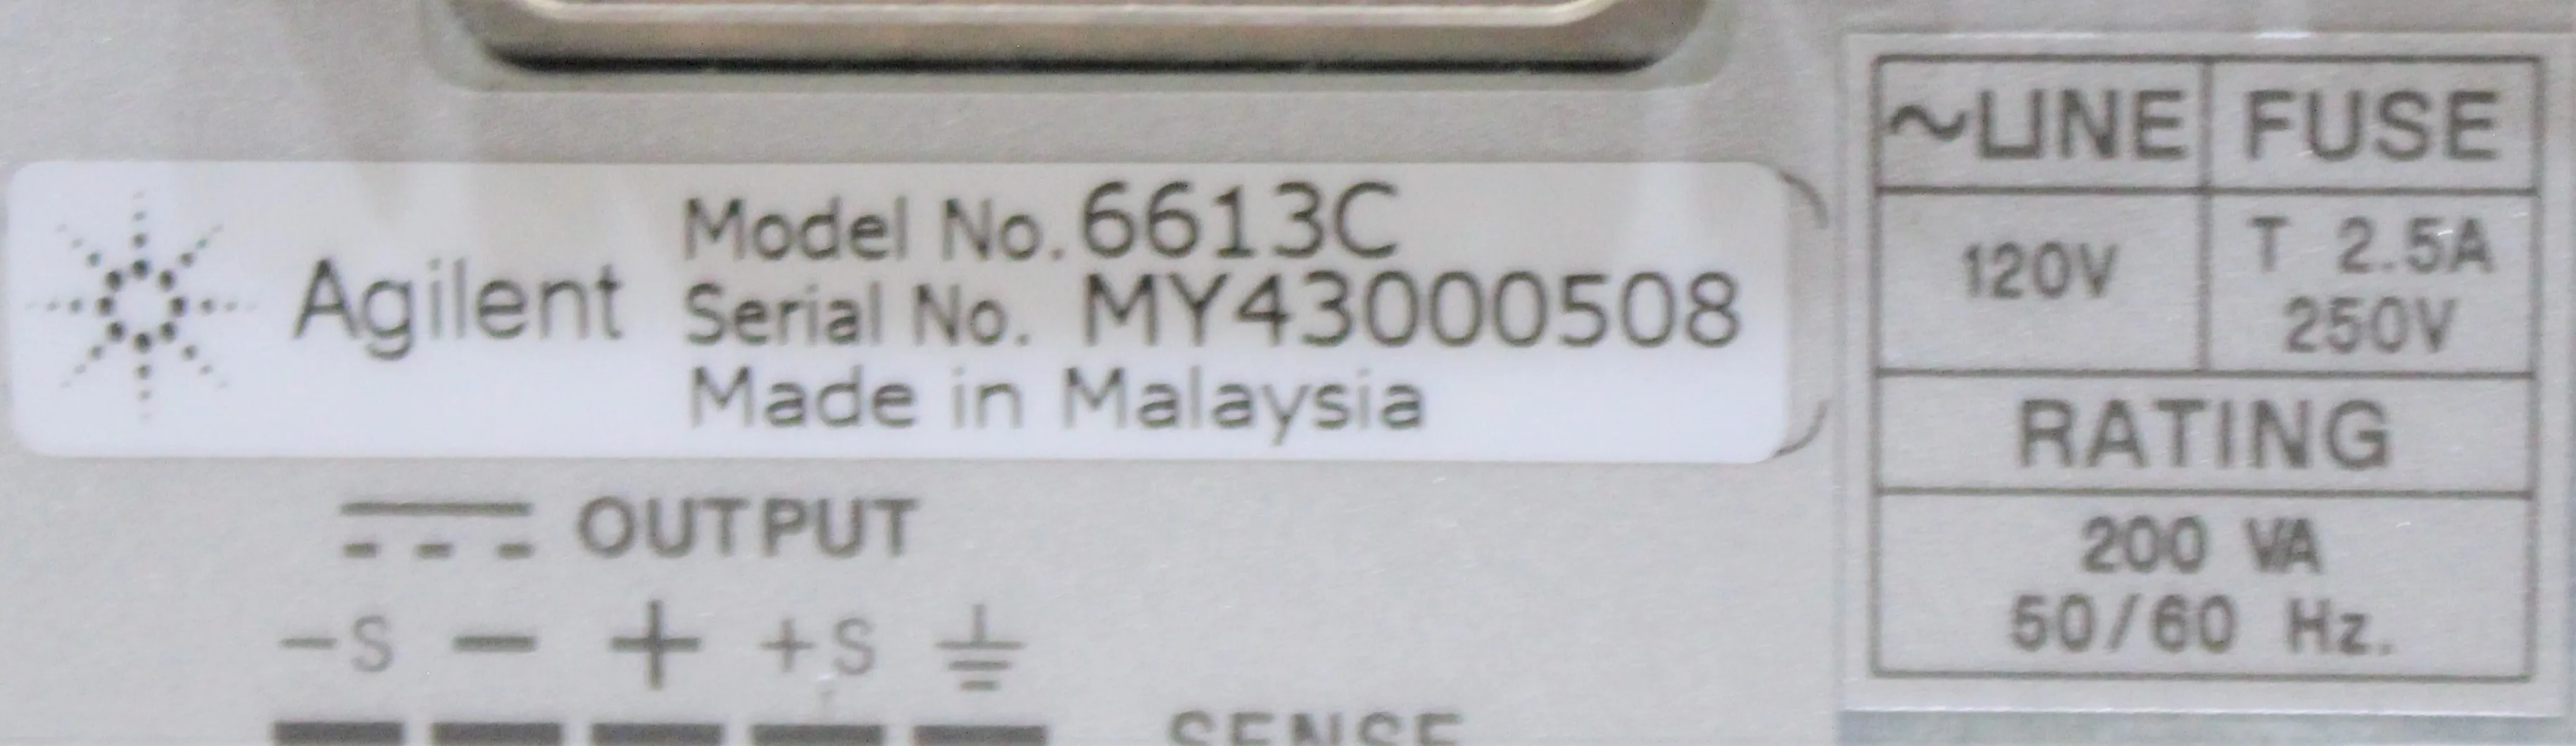 Agilent
Model No. 6613C
Serial No. MY43000508
Made in Malaysia
OUTPUT
-S - + +S
SENSE
~LINE FUSE
120V T 2.5A 250V
RATING
200 VA
50/60 Hz.